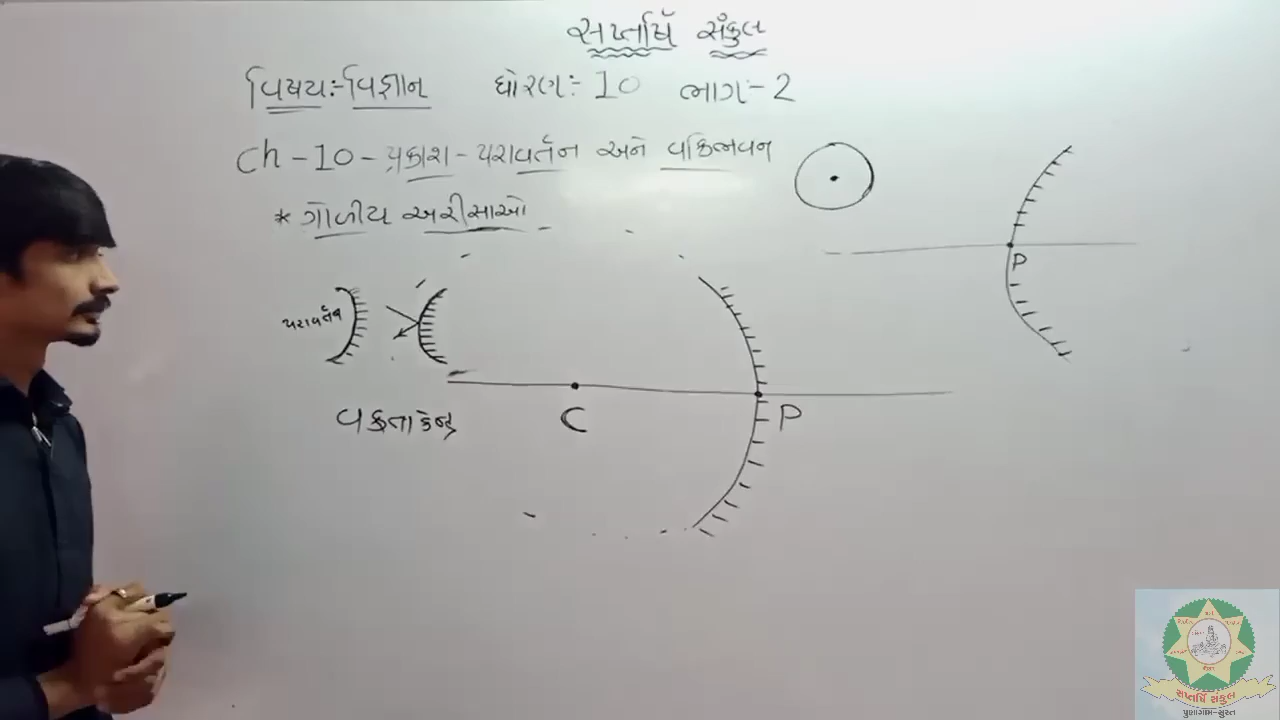 સપ્તર્ષિ સંકુલ
વિષય:-વિજ્ઞાન ધોરણ:- 10 ભાગ:-2
Ch - 10 - પ્રકાશ - પરાવર્તન અને વક્રિભવન
* ગોળીય અરીસાઓ
P
પરાવર્તક
વક્રતાકેન્દ્ર
C
P
સપ્તર્ષિ સંકુલ
પુણાગામ-સુરત